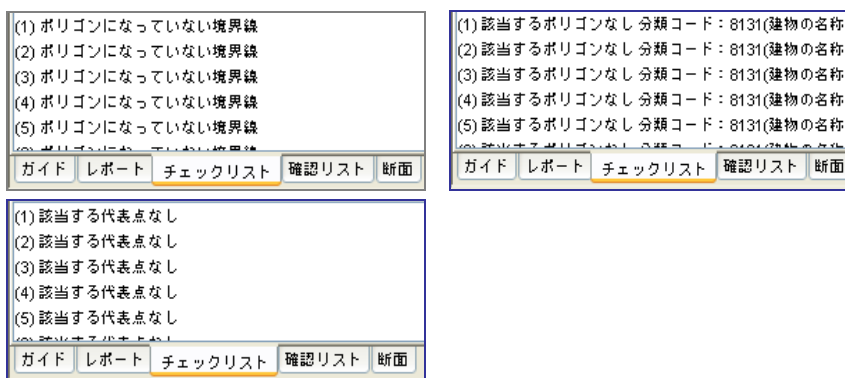 (1) ポリゴンになっていない境界線
(2) ポリゴンになっていない境界線
(3) ポリゴンになっていない境界線
(4) ポリゴンになっていない境界線
(5) ポリゴンになっていない境界線
ガイド レポート チェックリスト 確認リスト 断面
(1) 該当するポリゴンなし 分類コード：8131(建物の名称
(2) 該当するポリゴンなし 分類コード：8131(建物の名称
(3) 該当するポリゴンなし 分類コード：8131(建物の名称
(4) 該当するポリゴンなし 分類コード：8131(建物の名称
(5) 該当するポリゴンなし 分類コード：8131(建物の名称
ガイド レポート チェックリスト 確認リスト 断面
(1) 該当する代表点なし
(2) 該当する代表点なし
(3) 該当する代表点なし
(4) 該当する代表点なし
(5) 該当する代表点なし
ガイド レポート チェックリスト 確認リスト 断面